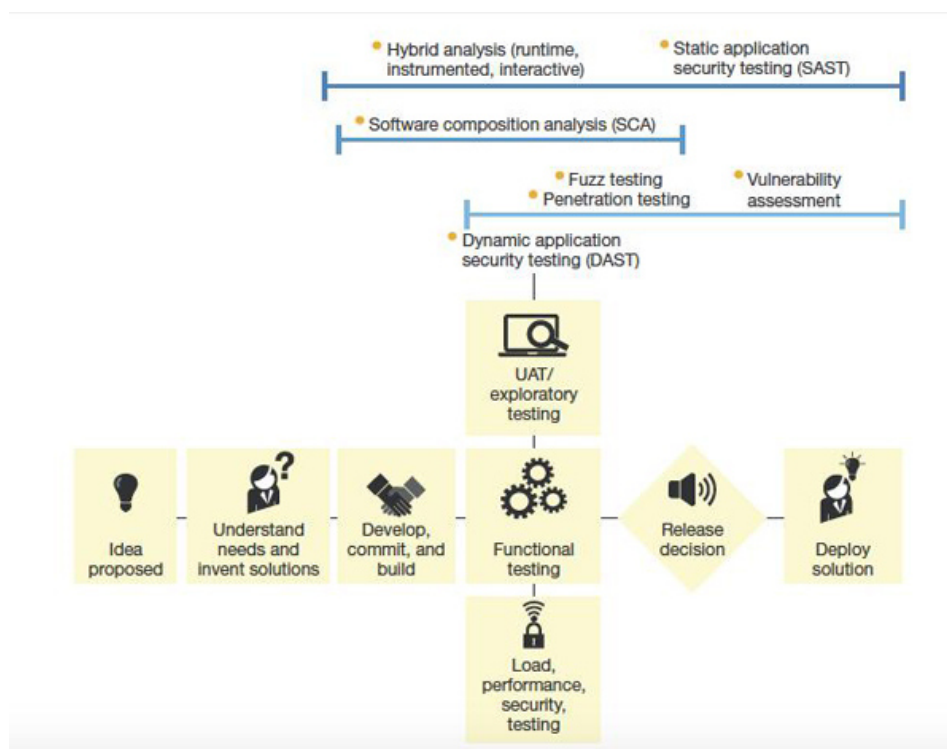 Hybrid analysis (runtime,
instrumented, interactive)
Static application
security testing (SAST)
Software composition analysis (SCA)
Fuzz testing
Penetration testing
Vulnerability
assessment
Dynamic application
security testing (DAST)
UAT/
exploratory
testing
Idea
proposed
Understand
needs and
invent solutions
Develop,
commit, and
build
Functional
testing
Release
decision
Deploy
solution
Load,
performance,
security,
testing